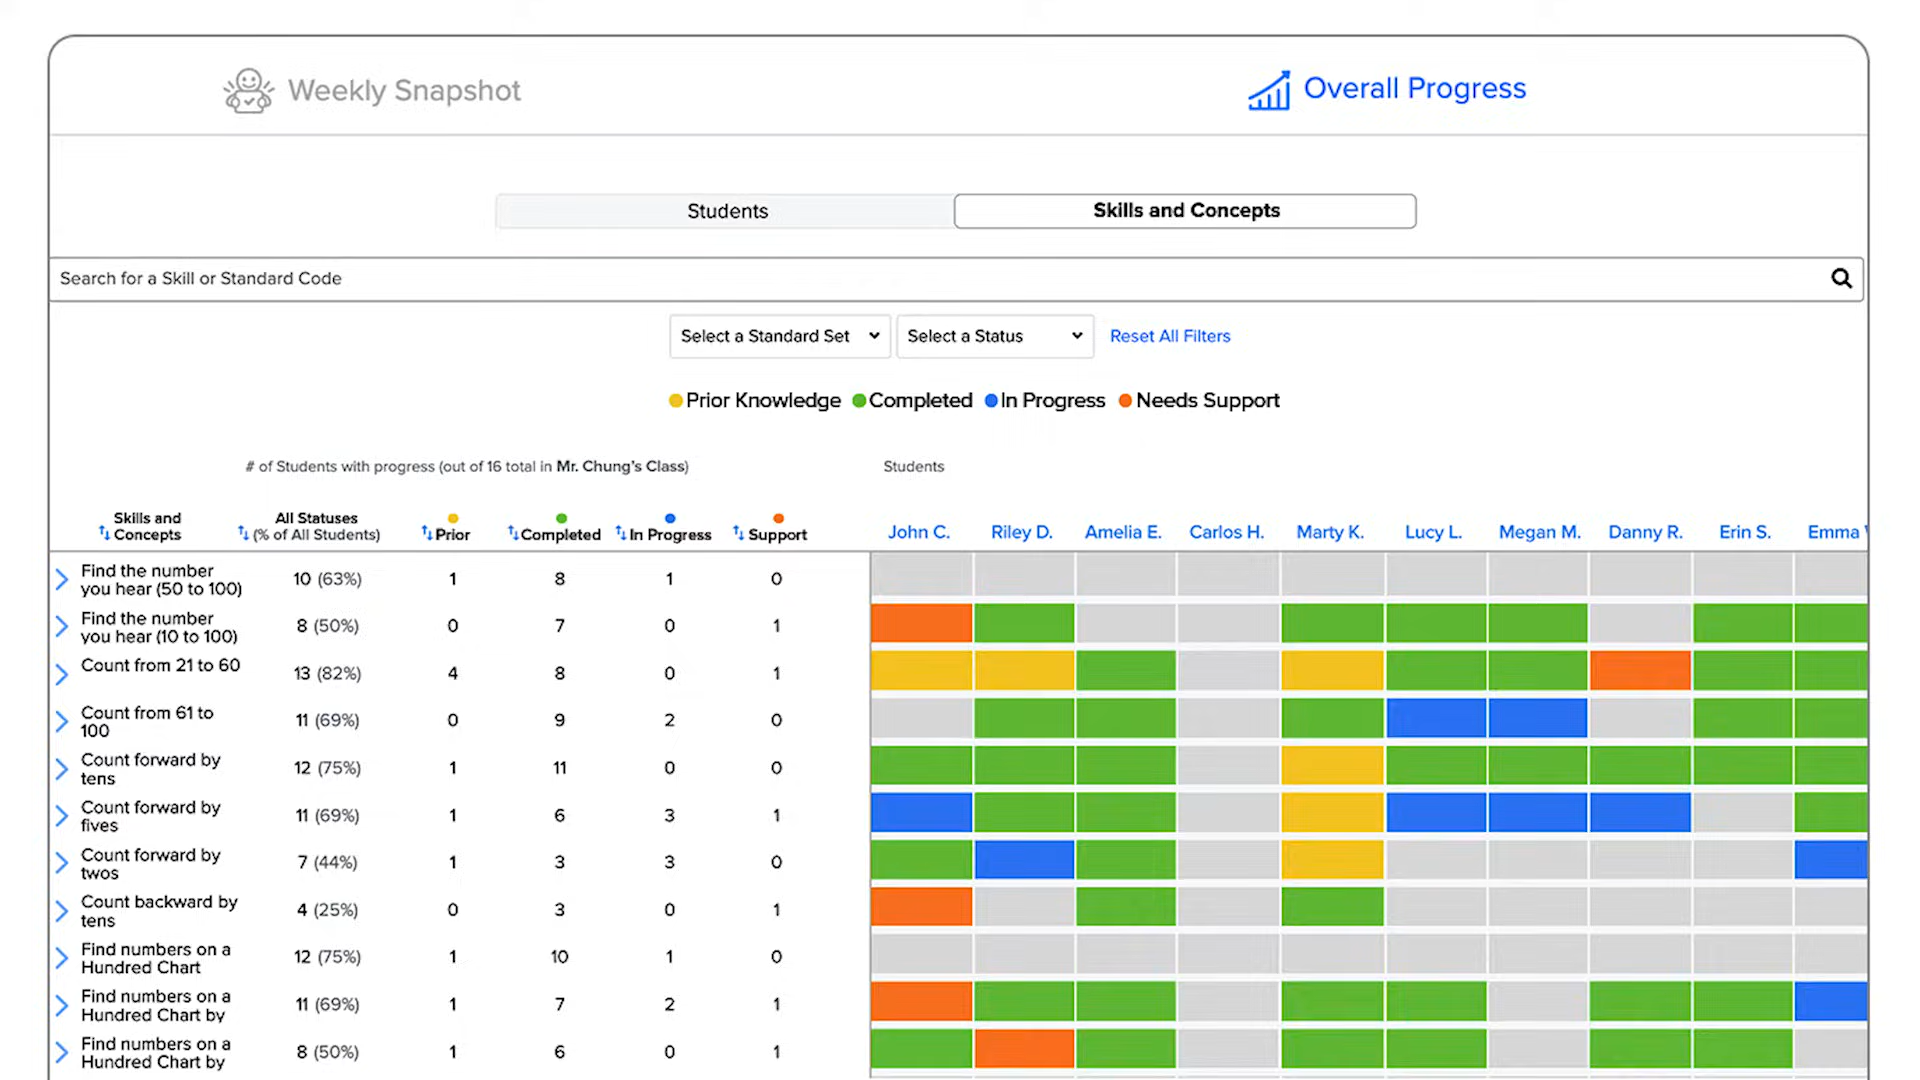 Weekly Snapshot
Overall Progress
Students
Skills and Concepts
Search for a Skill or Standard Code
Select a Standard Set
Select a Status
Reset All Filters
Prior Knowledge Completed In Progress Needs Support
# of Students with progress (out of 16 total in Mr. Chung's Class)
Students
Skills and
Concepts
All Statuses
(% of All Students)
Prior
Completed
In Progress
Support
John C. Riley D. Amelia E. Carlos H. Marty K. Lucy L. Megan M. Danny R. Erin S. Emma
Find the number
you hear (50 to 100)
10 (63%) 1 8 1 0
Find the number
you hear (10 to 100)
8 (50%) 0 7 0 1
Count from 21 to 60
13 (82%) 4 8 0 1
Count from 61 to
100
11 (69%) 0 9 2 0
Count forward by
tens
12 (75%) 1 11 0 0
Count forward by
fives
11 (69%) 1 6 3 1
Count forward by
twos
7 (44%) 1 3 3 0
Count backward by
tens
4 (25%) 0 3 0 1
Find numbers on a
Hundred Chart
12 (75%) 1 10 1 0
Find numbers on a
Hundred Chart by
11 (69%) 1 7 2 1
Find numbers on a
Hundred Chart by
8 (50%) 1 6 0 1